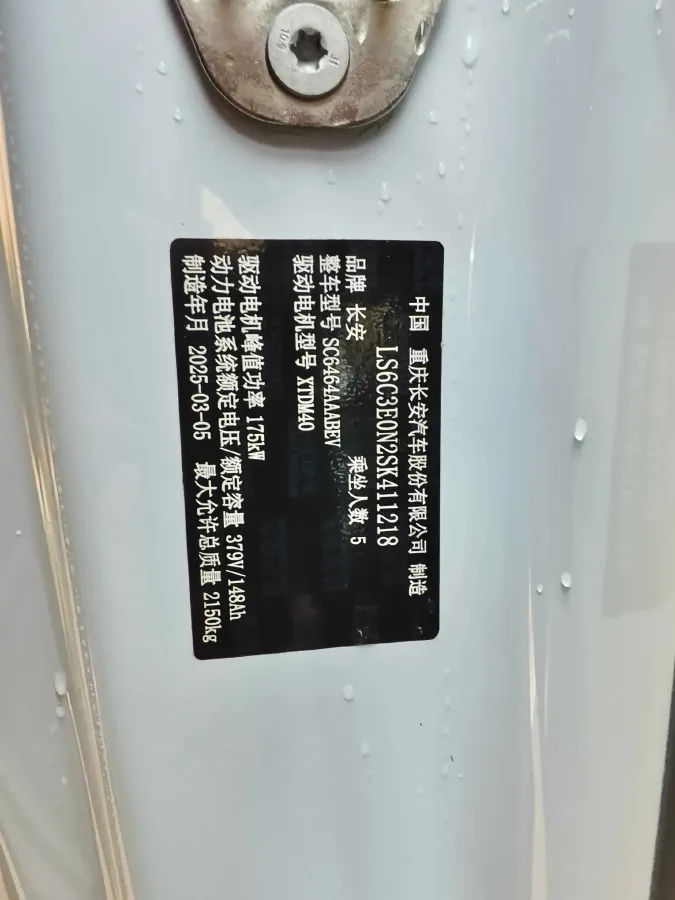 中国 重庆长安汽车股份有限公司 制造
LS6C3E0N2SK411218
品牌 长安 乘坐人数 5
整车型号 SC6464AAABEV
驱动电机型号 XTDM40
驱动电机峰值功率 175kW
动力电池系统额定电压/额定容量 379V/148Ah
制造年月 2025-03-05 最大允许总质量 2150kg